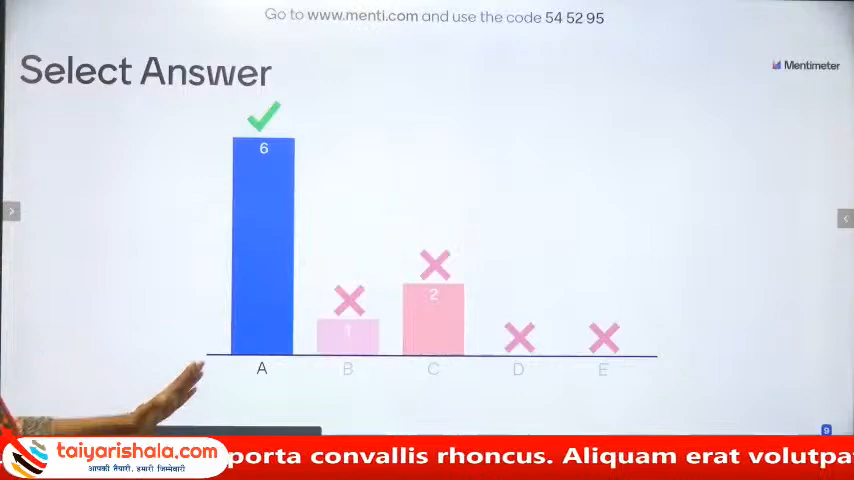 Go to www.menti.com and use the code 54 52 95
Select Answer
Mentimeter
6
1
2
A B C D E
9
taiyarishala.com
आपकी तैयारी, हमारी जिम्मेवारी
porta convallis rhoncus. Aliquam erat volutpa